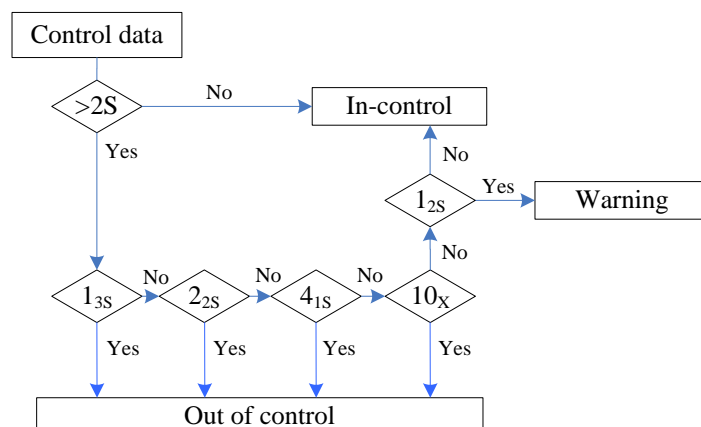 Control data
>2S
No
In-control
Yes
No
1₂S
Yes
Warning
No
1₃S
No
2₂S
No
4₁S
No
10X
Yes
Yes
Yes
Yes
Out of control